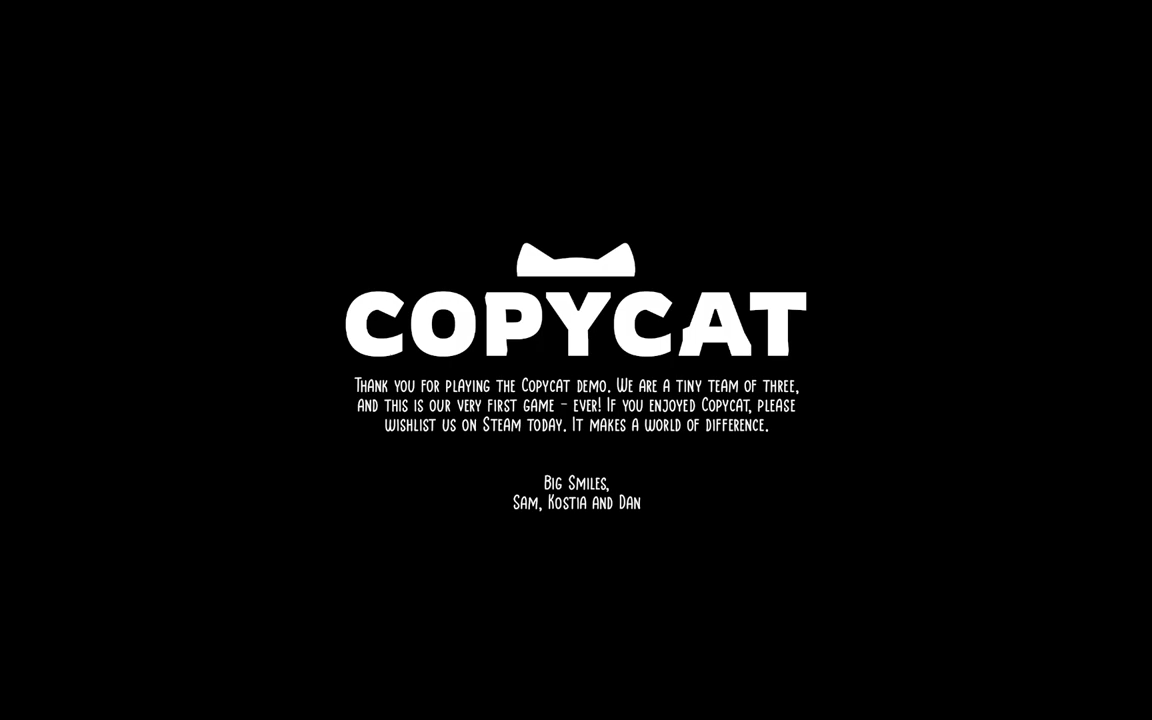 COPYCAT
Thank you for playing the Copycat demo. We are a tiny team of three,
and this is our very first game - ever! If you enjoyed Copycat, please
wishlist us on Steam today. It makes a world of difference.
Big Smiles,
Sam, Kostia and Dan